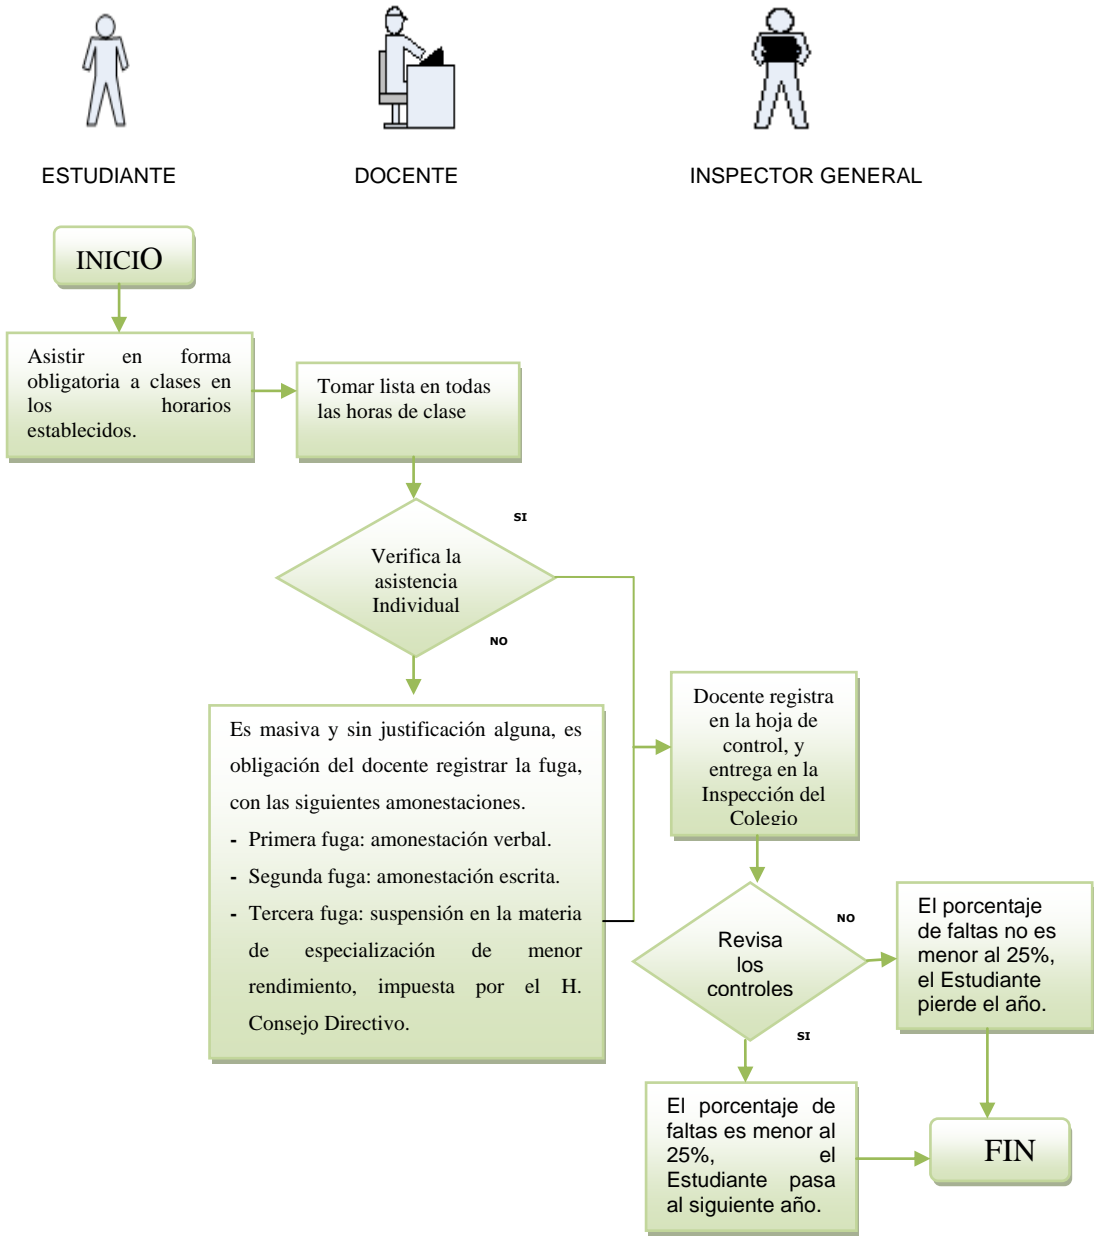 ESTUDIANTE
DOCENTE
INSPECTOR GENERAL
INICIO
Asistir en forma
obligatoria a clases en
los horarios
establecidos.
Tomar lista en todas
las horas de clase
SI
Verifica la
asistencia
Individual
NO
Es masiva y sin justificación alguna, es
obligación del docente registrar la fuga,
con las siguientes amonestaciones.
- Primera fuga: amonestación verbal.
- Segunda fuga: amonestación escrita.
- Tercera fuga: suspensión en la materia
de especialización de menor
rendimiento, impuesta por el H.
Consejo Directivo.
Docente registra
en la hoja de
control, y
entrega en la
Inspección del
Colegio
Revisa
los
controles
NO
El porcentaje
de faltas no es
menor al 25%,
el Estudiante
pierde el año.
SI
El porcentaje de
faltas es menor al
25%, el
Estudiante pasa
al siguiente año.
FIN